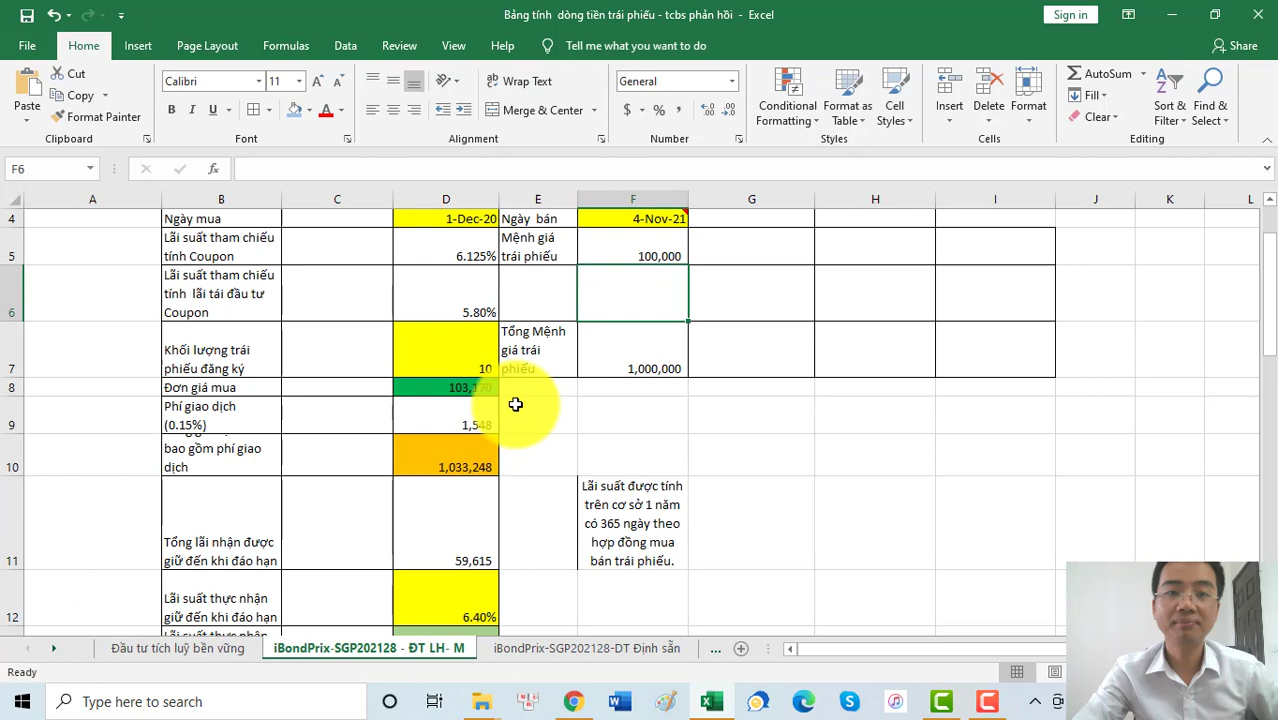 Bảng tính dòng tiền trái phiếu - tcbs phản hồi - Excel
Sign in
File Home Insert Page Layout Formulas Data Review View Help Tell me what you want to do Share
Paste
Cut
Copy
Format Painter
Clipboard
Calibri 11
B I U
Font
Wrap Text
Merge & Center
Alignment
General
$ %
Number
Conditional Formatting
Format as Table
Cell Styles
Styles
Insert
Delete
Format
Cells
AutoSum
Fill
Clear
Sort & Filter
Find & Select
Editing
F6
fx
A B C D E F G H I J K L
4 Ngày mua 1-Dec-20 Ngày bán 4-Nov-21
Lãi suất tham chiếu Mệnh giá
5 tính Coupon 6.125% trái phiếu 100,000
Lãi suất tham chiếu
tính lãi tái đầu tư
6 Coupon 5.80%
Tổng Mệnh
Khối lượng trái giá trái
7 phiếu đăng ký 10 phiếu 1,000,000
8 Đơn giá mua 103,170
Phí giao dịch
9 (0.15%) 1,548
bao gồm phí giao
10 dịch 1,033,248
Lãi suất được tính
trên cơ sở 1 năm
có 365 ngày theo
Tổng lãi nhận được hợp đồng mua
11 giữ đến khi đáo hạn 59,615 bán trái phiếu.
Lãi suất thực nhận
12 giữ đến khi đáo hạn 6.40%
Đầu tư tích luỹ bền vững iBondPrix-SGP202128 - ĐT LH- M iBondPrix-SGP202128-DT Định sẵn ...
Ready
Type here to search